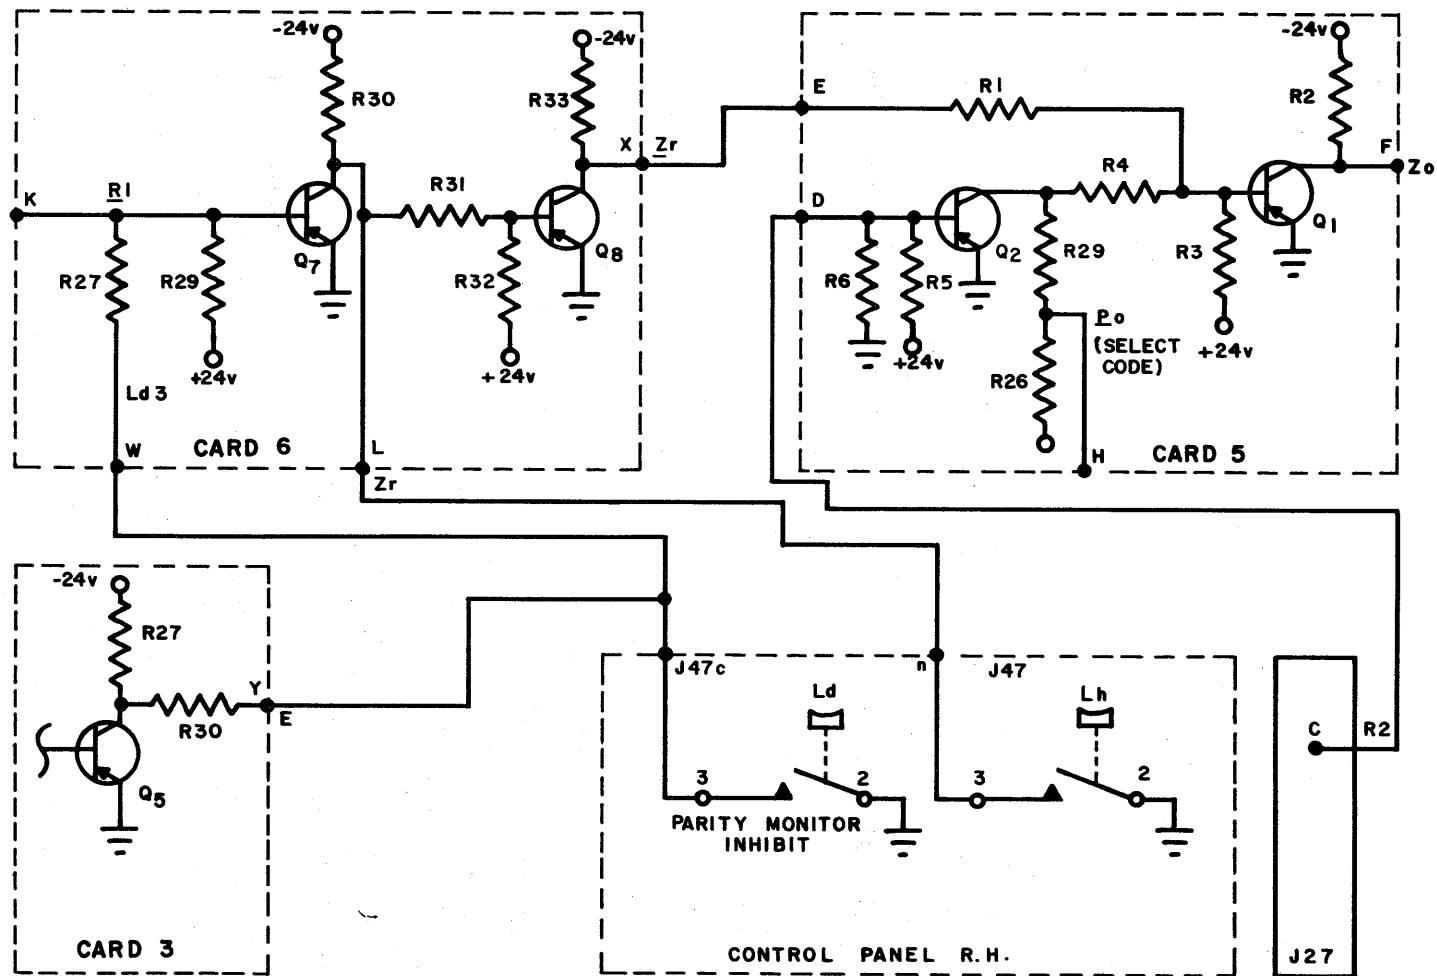 -24v
R30
-24v
R33
X
Zr
K
R1
R31
Q7
Q8
R27
R29
R32
+24v
+24v
Ld3
W
CARD 6
L
Zr
E
R1
-24v
R2
F
Zo
R4
D
Q2
R29
R3
Q1
R6
R5
Po
(SELECT
CODE)
+24v
+24v
R26
H
CARD 5
-24v
R27
Y
R30
E
Q5
CARD 3
J47c
n
J47
Ld
Lh
3
2
3
2
PARITY MONITOR
INHIBIT
CONTROL PANEL R.H.
C
R2
J27